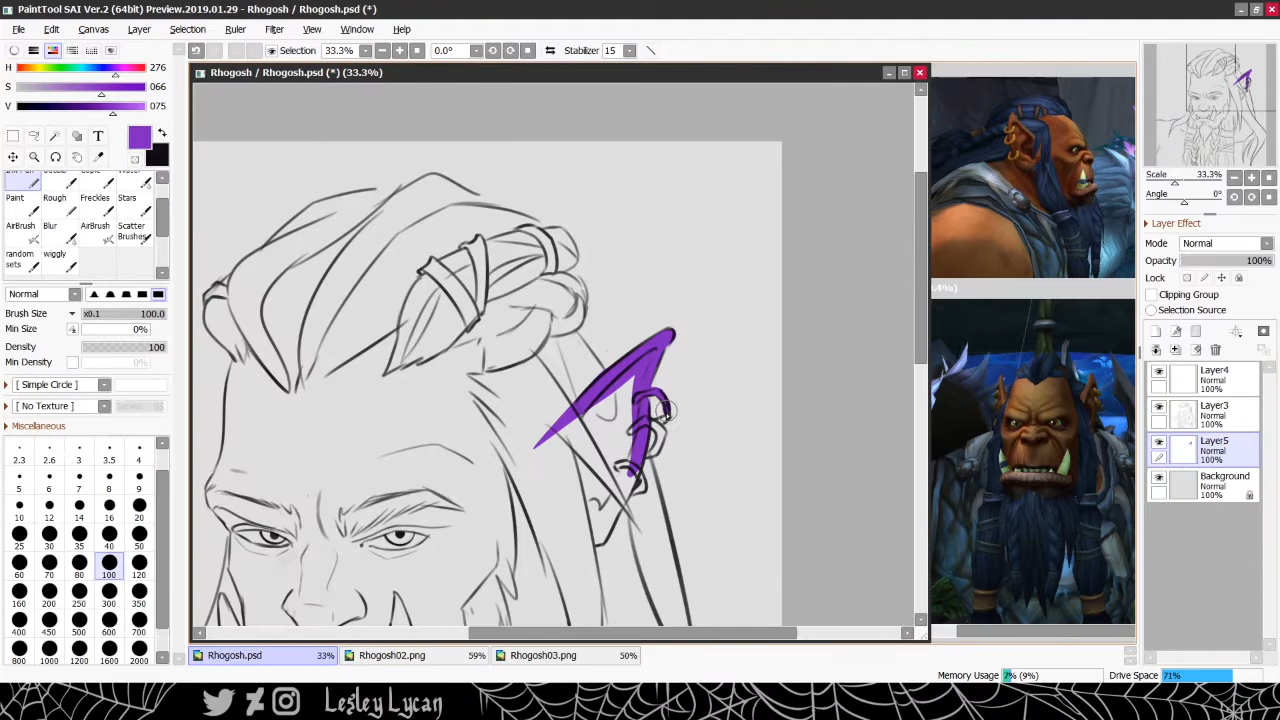 PaintTool SAI Ver.2 (64bit) Preview.2019.01.29 - Rhogosh / Rhogosh.psd (*)
File Edit Canvas Layer Selection Ruler Filter View Window Help
Selection 33.3% 0.0° Stabilizer 15
H 276
S 066
V 075
Rhogosh / Rhogosh.psd (*) (33.3%)
T
Paint Rough Freckles Stars
AirBrush Blur AirBrush Scatter Brushes
random sets wiggly
Normal
Brush Size x0.1 100.0
Min Size 0%
Density 100
Min Density 0%
[ Simple Circle ]
[ No Texture ]
Miscellaneous
2.3 2.6 3 3.5 4
5 6 7 8 9
10 12 14 16 20
25 30 35 40 50
60 70 80 100 120
160 200 250 300 350
400 450 500 600 700
800 1000 1200 1600 2000
Scale 33.3%
Angle 0°
Layer Effect
Mode Normal
Opacity 100%
Lock
Clipping Group
Selection Source
Layer4
Normal
100%
Layer3
Normal
100%
Layer5
Normal
100%
Background
Normal
100%
Rhogosh.psd 33% Rhogosh02.png 59% Rhogosh03.png 50%
Memory Usage 7% (9%) Drive Space 71%
Lesley Lycan